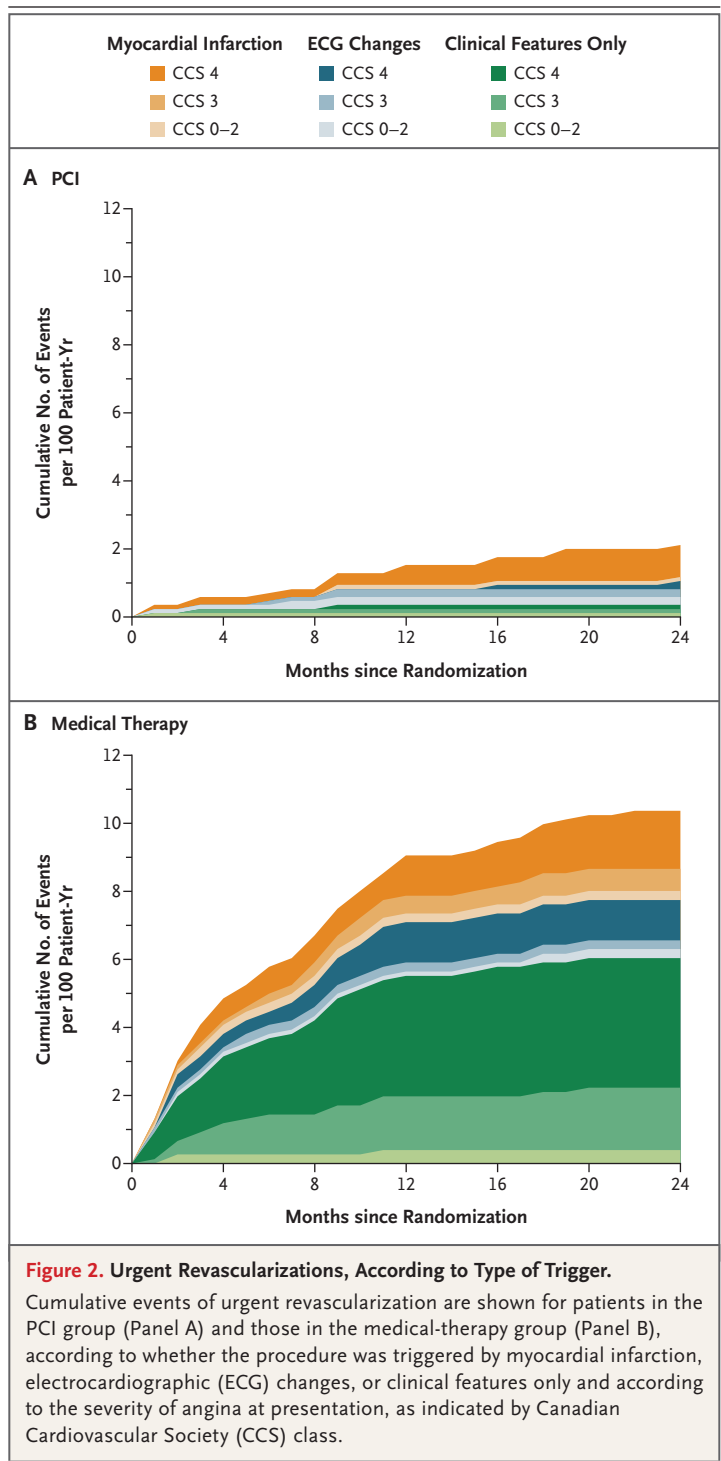 Myocardial Infarction ECG Changes Clinical Features Only
CCS 4 CCS 4 CCS 4
CCS 3 CCS 3 CCS 3
CCS 0–2 CCS 0–2 CCS 0–2
A PCI
Cumulative No. of Events
per 100 Patient-Yr
12
10
8
6
4
2
0
0 4 8 12 16 20 24
Months since Randomization
B Medical Therapy
Cumulative No. of Events
per 100 Patient-Yr
12
10
8
6
4
2
0
0 4 8 12 16 20 24
Months since Randomization
Figure 2. Urgent Revascularizations, According to Type of Trigger.
Cumulative events of urgent revascularization are shown for patients in the
PCI group (Panel A) and those in the medical-therapy group (Panel B),
according to whether the procedure was triggered by myocardial infarction,
electrocardiographic (ECG) changes, or clinical features only and according
to the severity of angina at presentation, as indicated by Canadian
Cardiovascular Society (CCS) class.